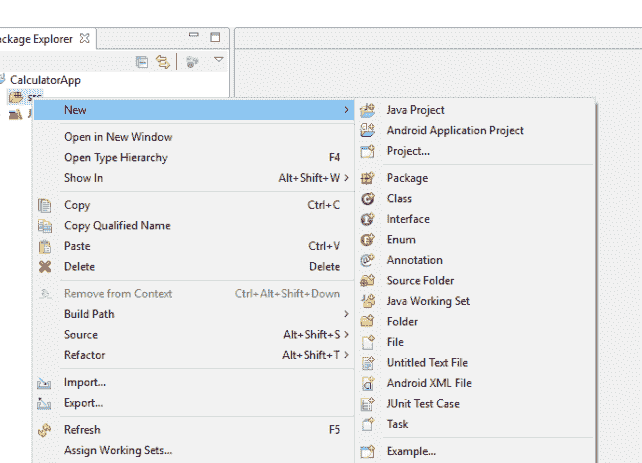 ackage Explorer
CalculatorApp
src
J
New
Open in New Window
Open Type Hierarchy F4
Show In Alt+Shift+W
Copy Ctrl+C
Copy Qualified Name
Paste Ctrl+V
Delete Delete
Remove from Context Ctrl+Alt+Shift+Down
Build Path
Source Alt+Shift+S
Refactor Alt+Shift+T
Import...
Export...
Refresh F5
Assign Working Sets...
Java Project
Android Application Project
Project...
Package
Class
Interface
Enum
Annotation
Source Folder
Java Working Set
Folder
File
Untitled Text File
Android XML File
JUnit Test Case
Task
Example...